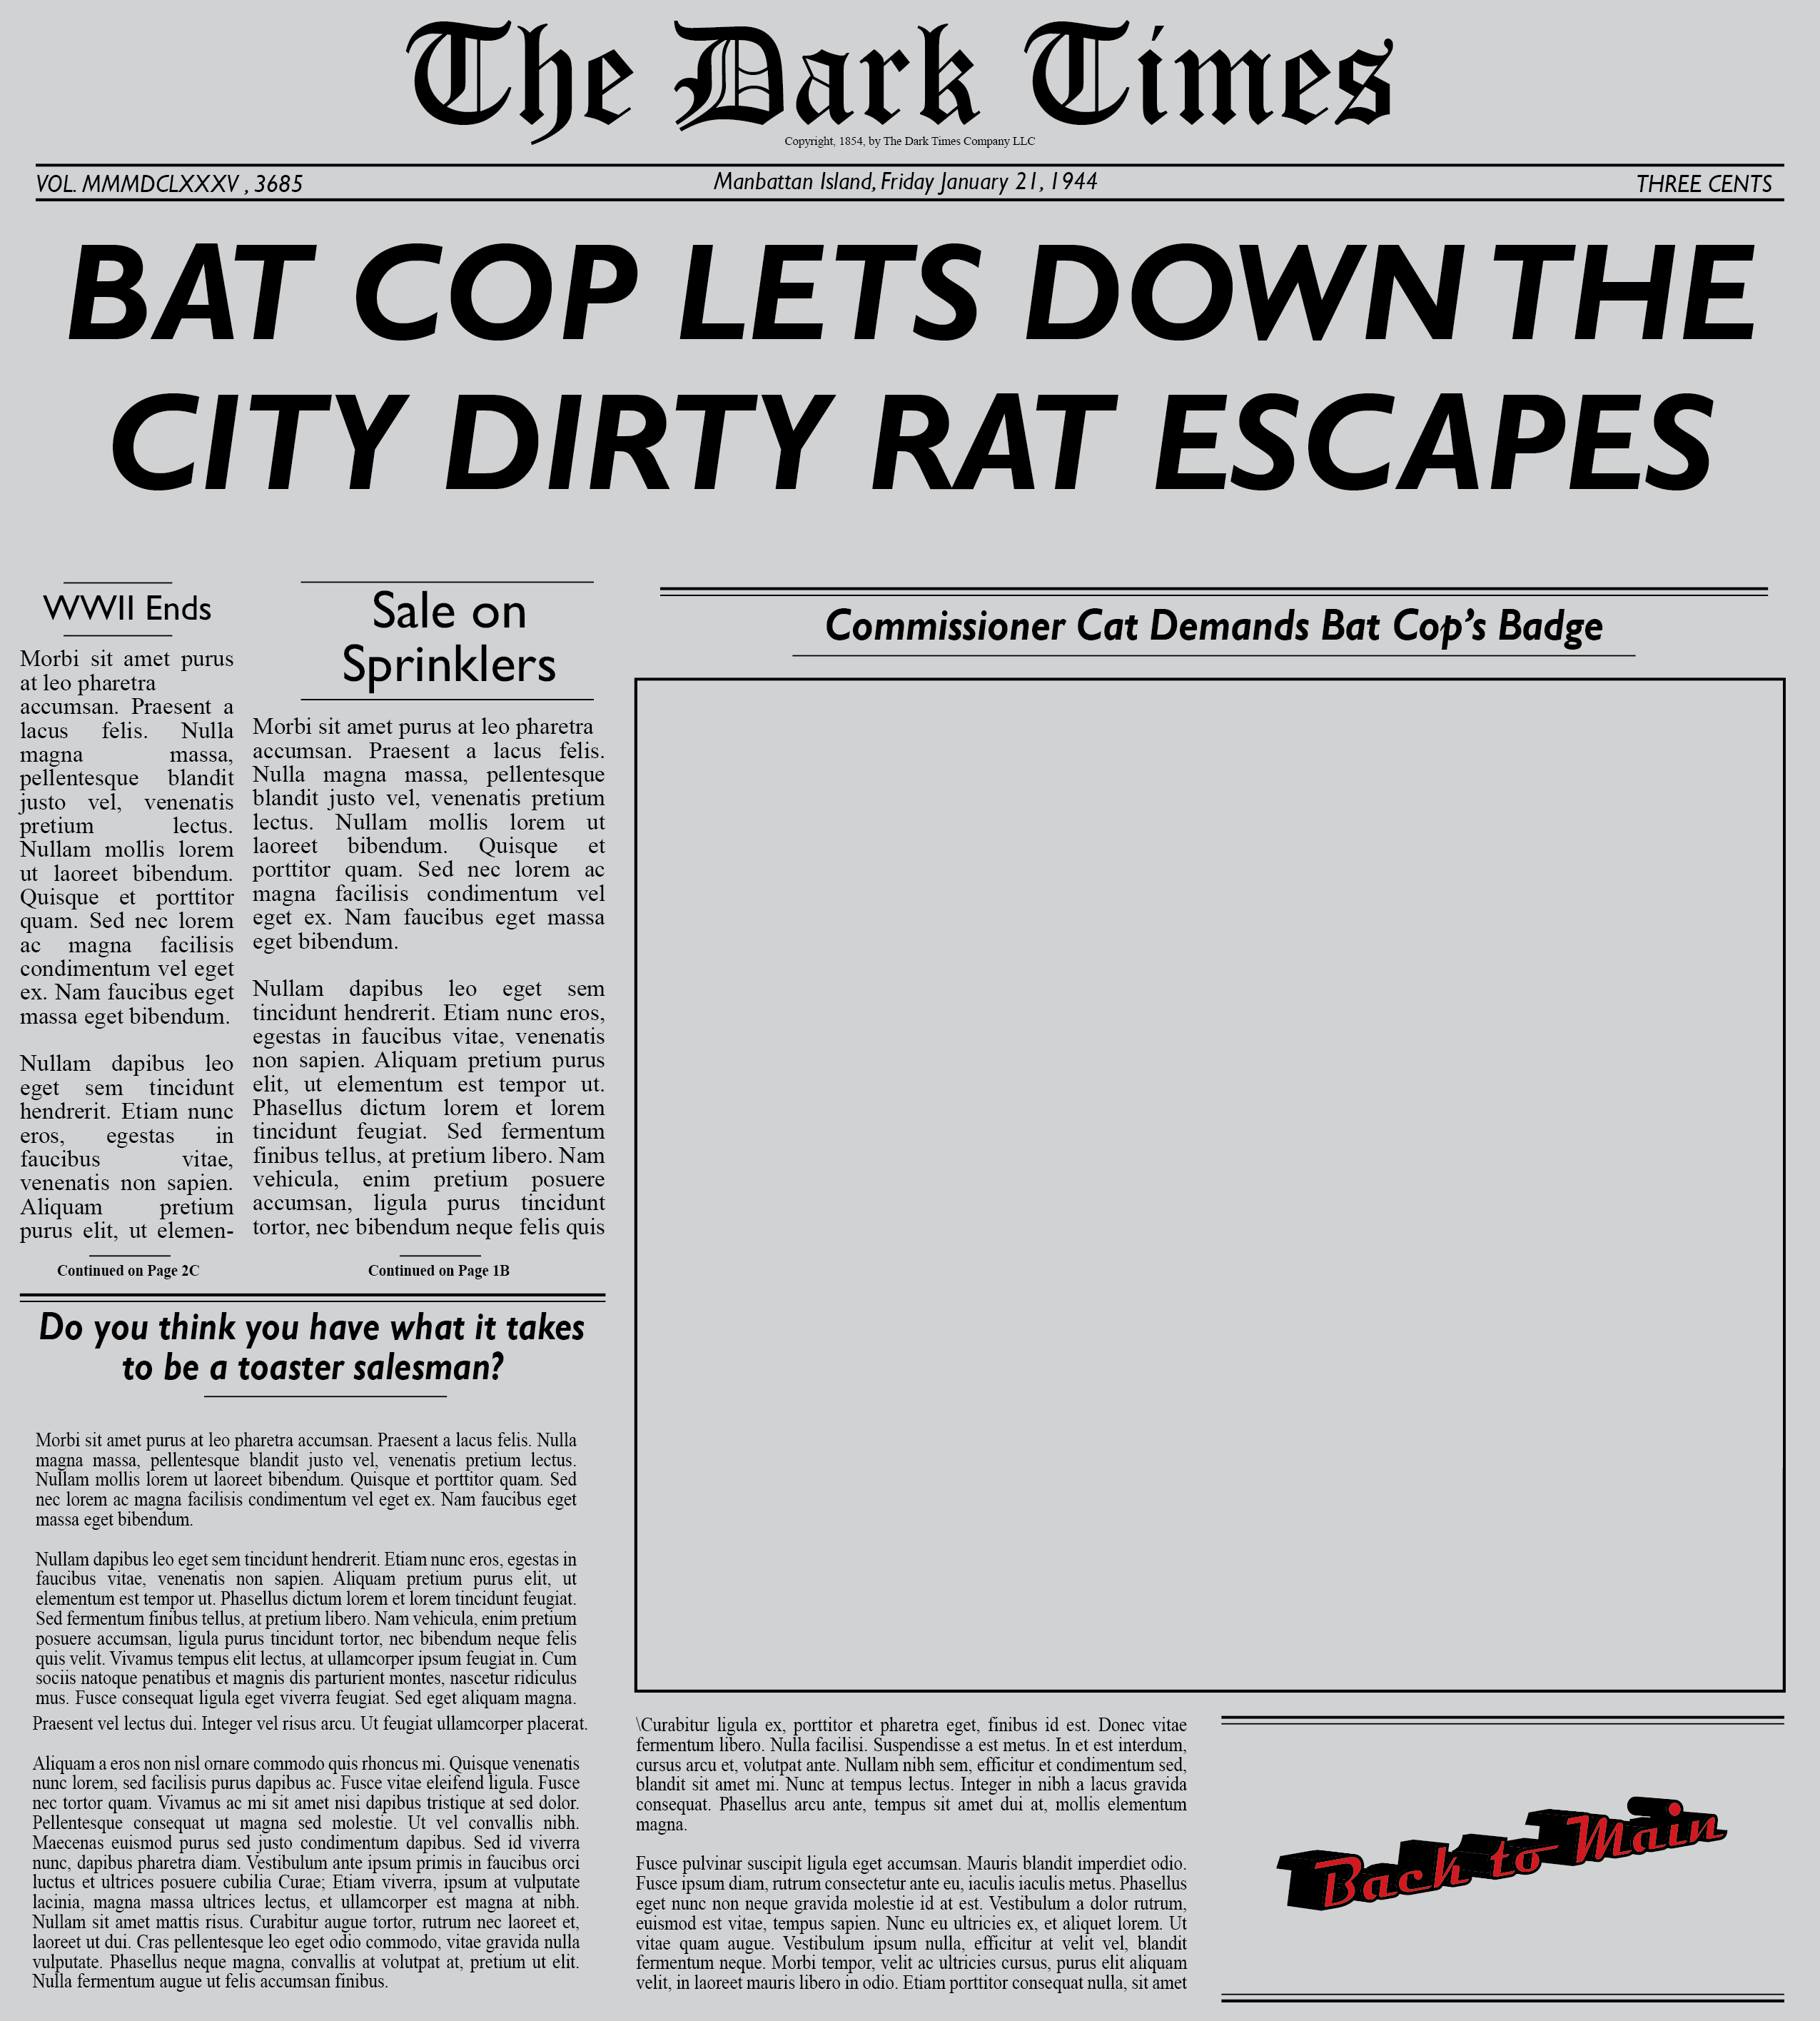 The Dark Times
Copyright, 1854, by The Dark Times Company LLC
VOL. MMMDCLXXXV , 3685
Manbattan Island, Friday January 21, 1944
THREE CENTS
BAT COP LETS DOWN THE
CITY DIRTY RAT ESCAPES
WWII Ends
Morbi sit amet purus
at leo pharetra
accumsan. Praesent a
lacus felis. Nulla
magna massa,
pellentesque blandit
justo vel, venenatis
pretium lectus.
Nullam mollis lorem
ut laoreet bibendum.
Quisque et porttitor
quam. Sed nec lorem
ac magna facilisis
condimentum vel eget
ex. Nam faucibus eget
massa eget bibendum.
Nullam dapibus leo
eget sem tincidunt
hendrerit. Etiam nunc
eros, egestas in
faucibus vitae,
venenatis non sapien.
Aliquam pretium
purus elit, ut elemen-
Continued on Page 2C
Sale on
Sprinklers
Morbi sit amet purus at leo pharetra
accumsan. Praesent a lacus felis.
Nulla magna massa, pellentesque
blandit justo vel, venenatis pretium
lectus. Nullam mollis lorem ut
laoreet bibendum. Quisque et
porttitor quam. Sed nec lorem ac
magna facilisis condimentum vel
eget ex. Nam faucibus eget massa
eget bibendum.
Nullam dapibus leo eget sem
tincidunt hendrerit. Etiam nunc eros,
egestas in faucibus vitae, venenatis
non sapien. Aliquam pretium purus
elit, ut elementum est tempor ut.
Phasellus dictum lorem et lorem
tincidunt feugiat. Sed fermentum
finibus tellus, at pretium libero. Nam
vehicula, enim pretium posuere
accumsan, ligula purus tincidunt
tortor, nec bibendum neque felis quis
Continued on Page 1B
Commissioner Cat Demands Bat Cop’s Badge
Do you think you have what it takes
to be a toaster salesman?
Morbi sit amet purus at leo pharetra accumsan. Praesent a lacus felis. Nulla
magna massa, pellentesque blandit justo vel, venenatis pretium lectus.
Nullam mollis lorem ut laoreet bibendum. Quisque et porttitor quam. Sed
nec lorem ac magna facilisis condimentum vel eget ex. Nam faucibus eget
massa eget bibendum.
Nullam dapibus leo eget sem tincidunt hendrerit. Etiam nunc eros, egestas in
faucibus vitae, venenatis non sapien. Aliquam pretium purus elit, ut
elementum est tempor ut. Phasellus dictum lorem et lorem tincidunt feugiat.
Sed fermentum finibus tellus, at pretium libero. Nam vehicula, enim pretium
posuere accumsan, ligula purus tincidunt tortor, nec bibendum neque felis
quis velit. Vivamus tempus elit lectus, at ullamcorper ipsum feugiat in. Cum
sociis natoque penatibus et magnis dis parturient montes, nascetur ridiculus
mus. Fusce consequat ligula eget viverra feugiat. Sed eget aliquam magna.
Praesent vel lectus dui. Integer vel risus arcu. Ut feugiat ullamcorper placerat.
Aliquam a eros non nisl ornare commodo quis rhoncus mi. Quisque venenatis
nunc lorem, sed facilisis purus dapibus ac. Fusce vitae eleifend ligula. Fusce
nec tortor quam. Vivamus ac mi sit amet nisi dapibus tristique at sed dolor.
Pellentesque consequat ut magna sed molestie. Ut vel convallis nibh.
Maecenas euismod purus sed justo condimentum dapibus. Sed id viverra
nunc, dapibus pharetra diam. Vestibulum ante ipsum primis in faucibus orci
luctus et ultrices posuere cubilia Curae; Etiam viverra, ipsum at vulputate
lacinia, magna massa ultrices lectus, et ullamcorper est magna at nibh.
Nullam sit amet mattis risus. Curabitur augue tortor, rutrum nec laoreet et,
laoreet ut dui. Cras pellentesque leo eget odio commodo, vitae gravida nulla
vulputate. Phasellus neque magna, convallis at volutpat at, pretium ut elit.
Nulla fermentum augue ut felis accumsan finibus.
\Curabitur ligula ex, porttitor et pharetra eget, finibus id est. Donec vitae
fermentum libero. Nulla facilisi. Suspendisse a est metus. In et est interdum,
cursus arcu et, volutpat ante. Nullam nibh sem, efficitur et condimentum sed,
blandit sit amet mi. Nunc at tempus lectus. Integer in nibh a lacus gravida
consequat. Phasellus arcu ante, tempus sit amet dui at, mollis elementum
magna.
Fusce pulvinar suscipit ligula eget accumsan. Mauris blandit imperdiet odio.
Fusce ipsum diam, rutrum consectetur ante eu, iaculis iaculis metus. Phasellus
eget nunc non neque gravida molestie id at est. Vestibulum a dolor rutrum,
euismod est vitae, tempus sapien. Nunc eu ultricies ex, et aliquet lorem. Ut
vitae quam augue. Vestibulum ipsum nulla, efficitur at velit vel, blandit
fermentum neque. Morbi tempor, velit ac ultricies cursus, purus elit aliquam
velit, in laoreet mauris libero in odio. Etiam porttitor consequat nulla, sit amet
Back to Main